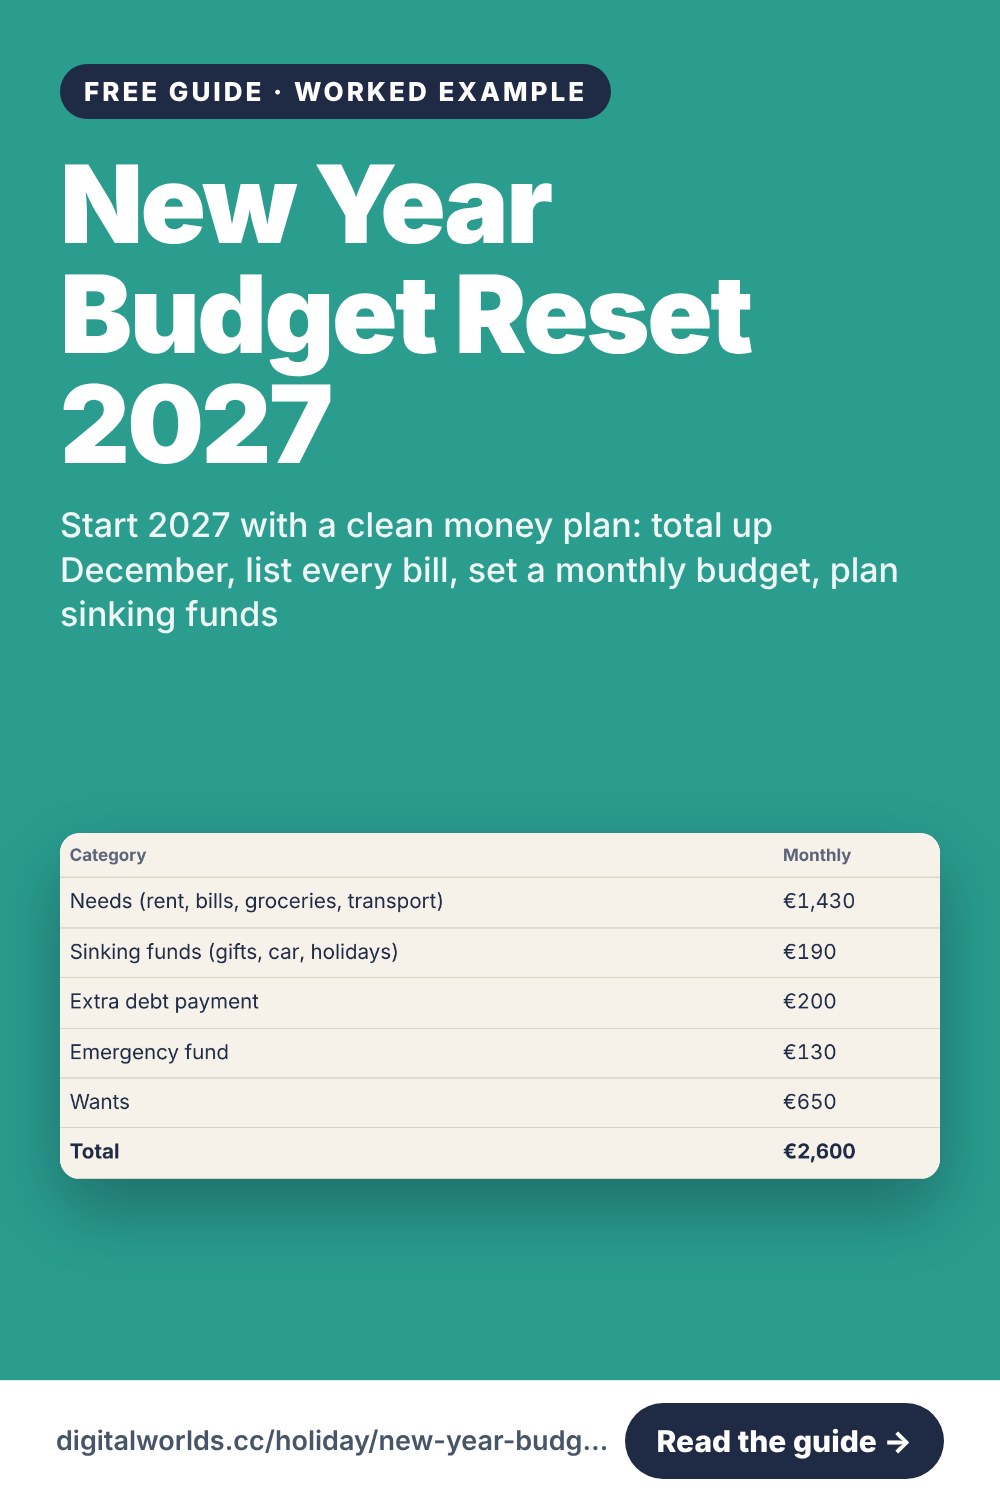 FREE GUIDE · WORKED EXAMPLE
New Year
Budget Reset
2027
Start 2027 with a clean money plan: total up
December, list every bill, set a monthly budget, plan
sinking funds
Category Monthly
Needs (rent, bills, groceries, transport) €1,430
Sinking funds (gifts, car, holidays) €190
Extra debt payment €200
Emergency fund €130
Wants €650
Total €2,600
digitalworlds.cc/holiday/new-year-budg... Read the guide →